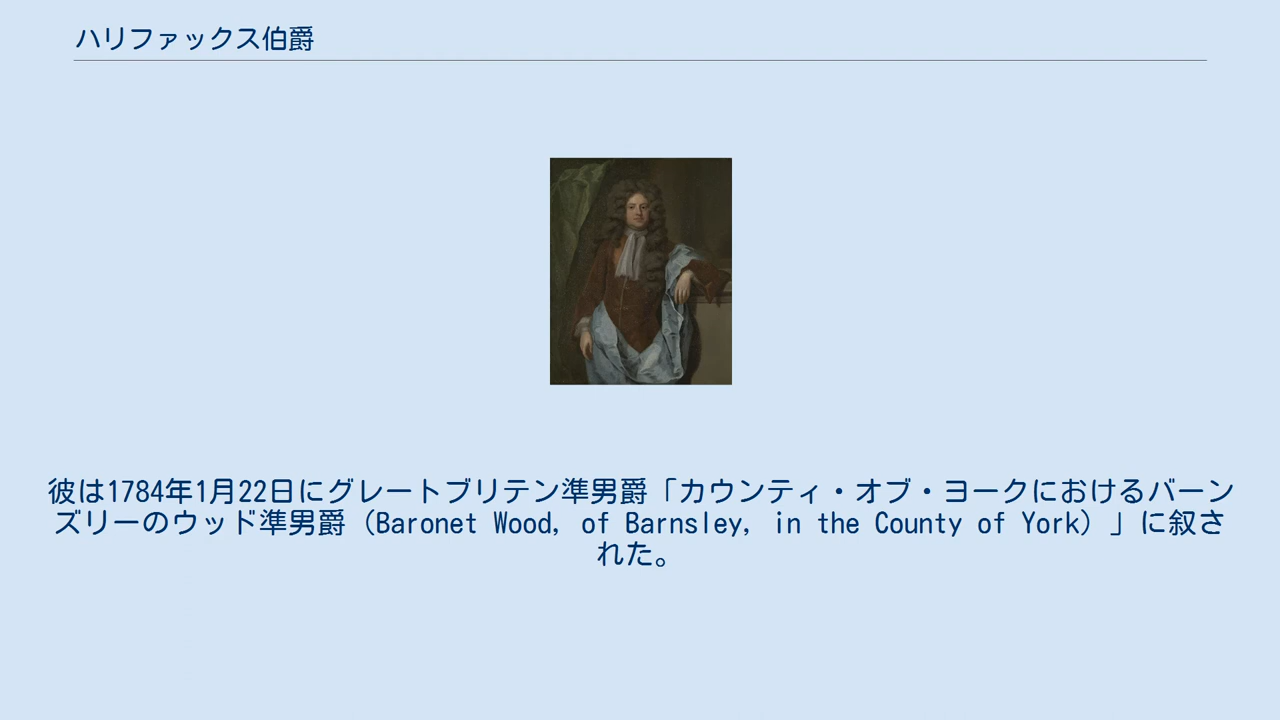 ハリファックス伯爵
彼は1784年1月22日にグレートブリテン準男爵「カウンティ・オブ・ヨークにおけるバーン
ズリーのウッド準男爵（Baronet Wood, of Barnsley, in the County of York）」に叙さ
れた。